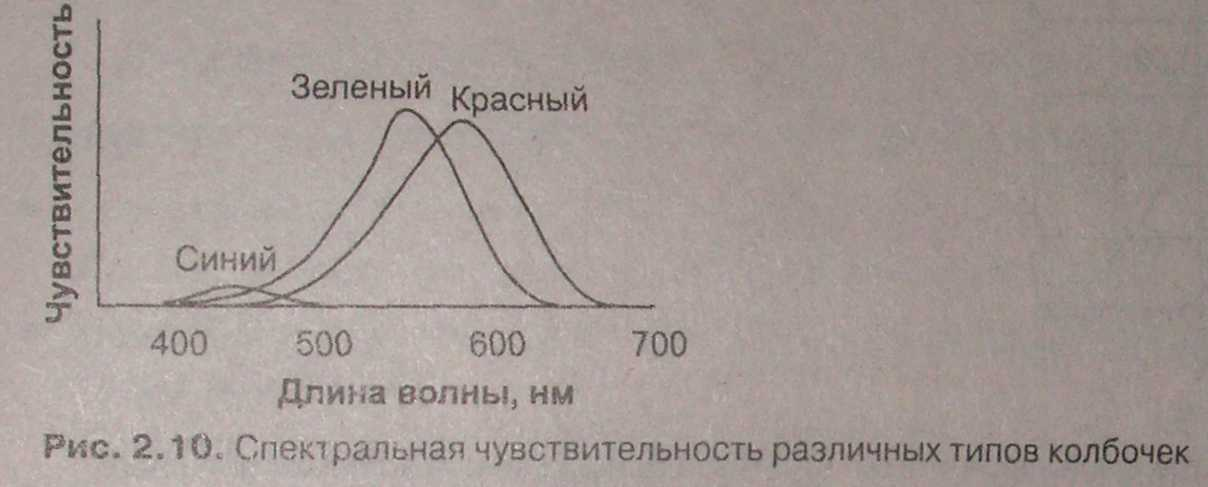 Чувствительность
Зеленый
Красный
Синий
400 500 600 700
Длина волны, нм
Рис. 2.10. Спектральная чувствительность различных типов колбочек